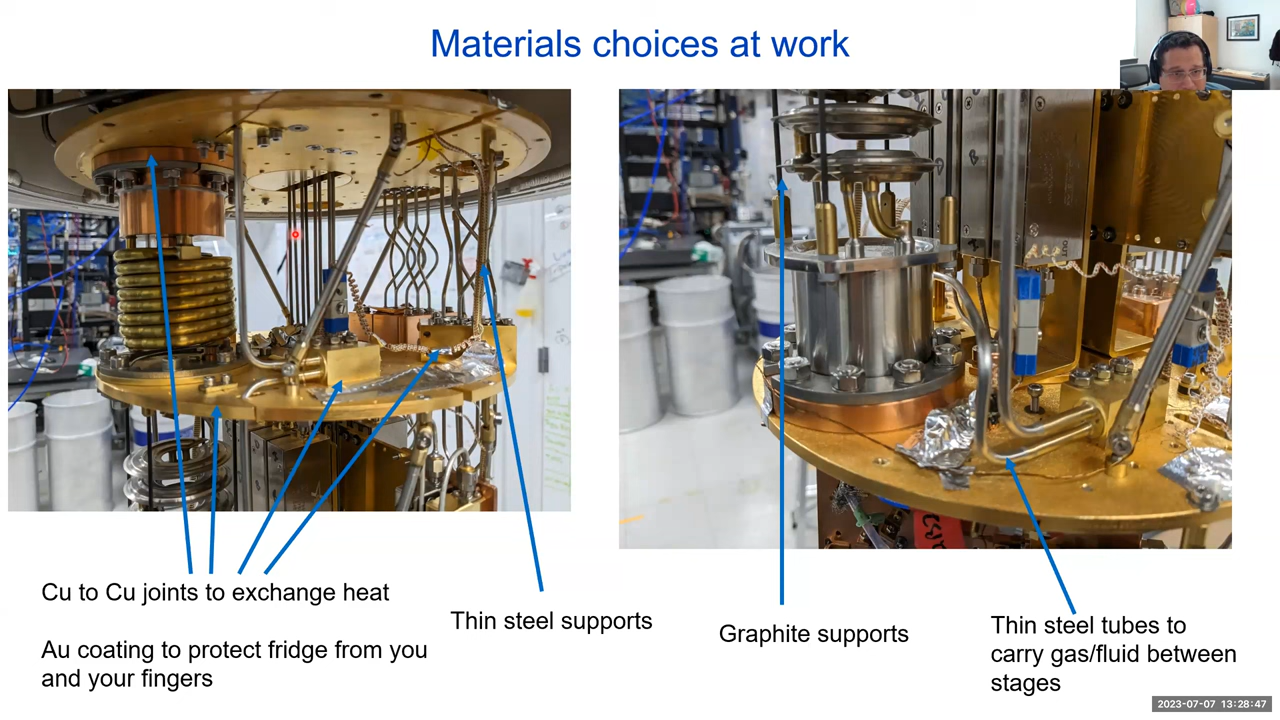 Materials choices at work
Cu to Cu joints to exchange heat
Au coating to protect fridge from you
and your fingers
Thin steel supports
Graphite supports
Thin steel tubes to
carry gas/fluid between
stages
2023-07-07 13:28:47